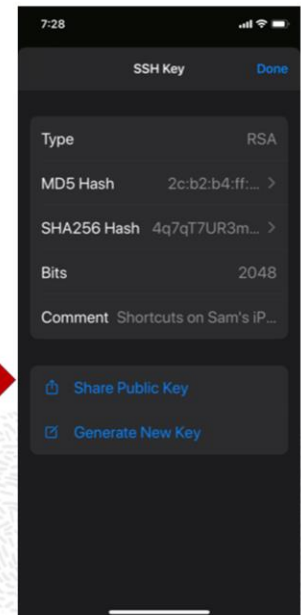 7:28
SSH Key Done
Type RSA
MD5 Hash 2c:b2:b4:ff:... >
SHA256 Hash 4q7qT7UR3m... >
Bits 2048
Comment Shortcuts on Sam's iP...
Share Public Key
Generate New Key